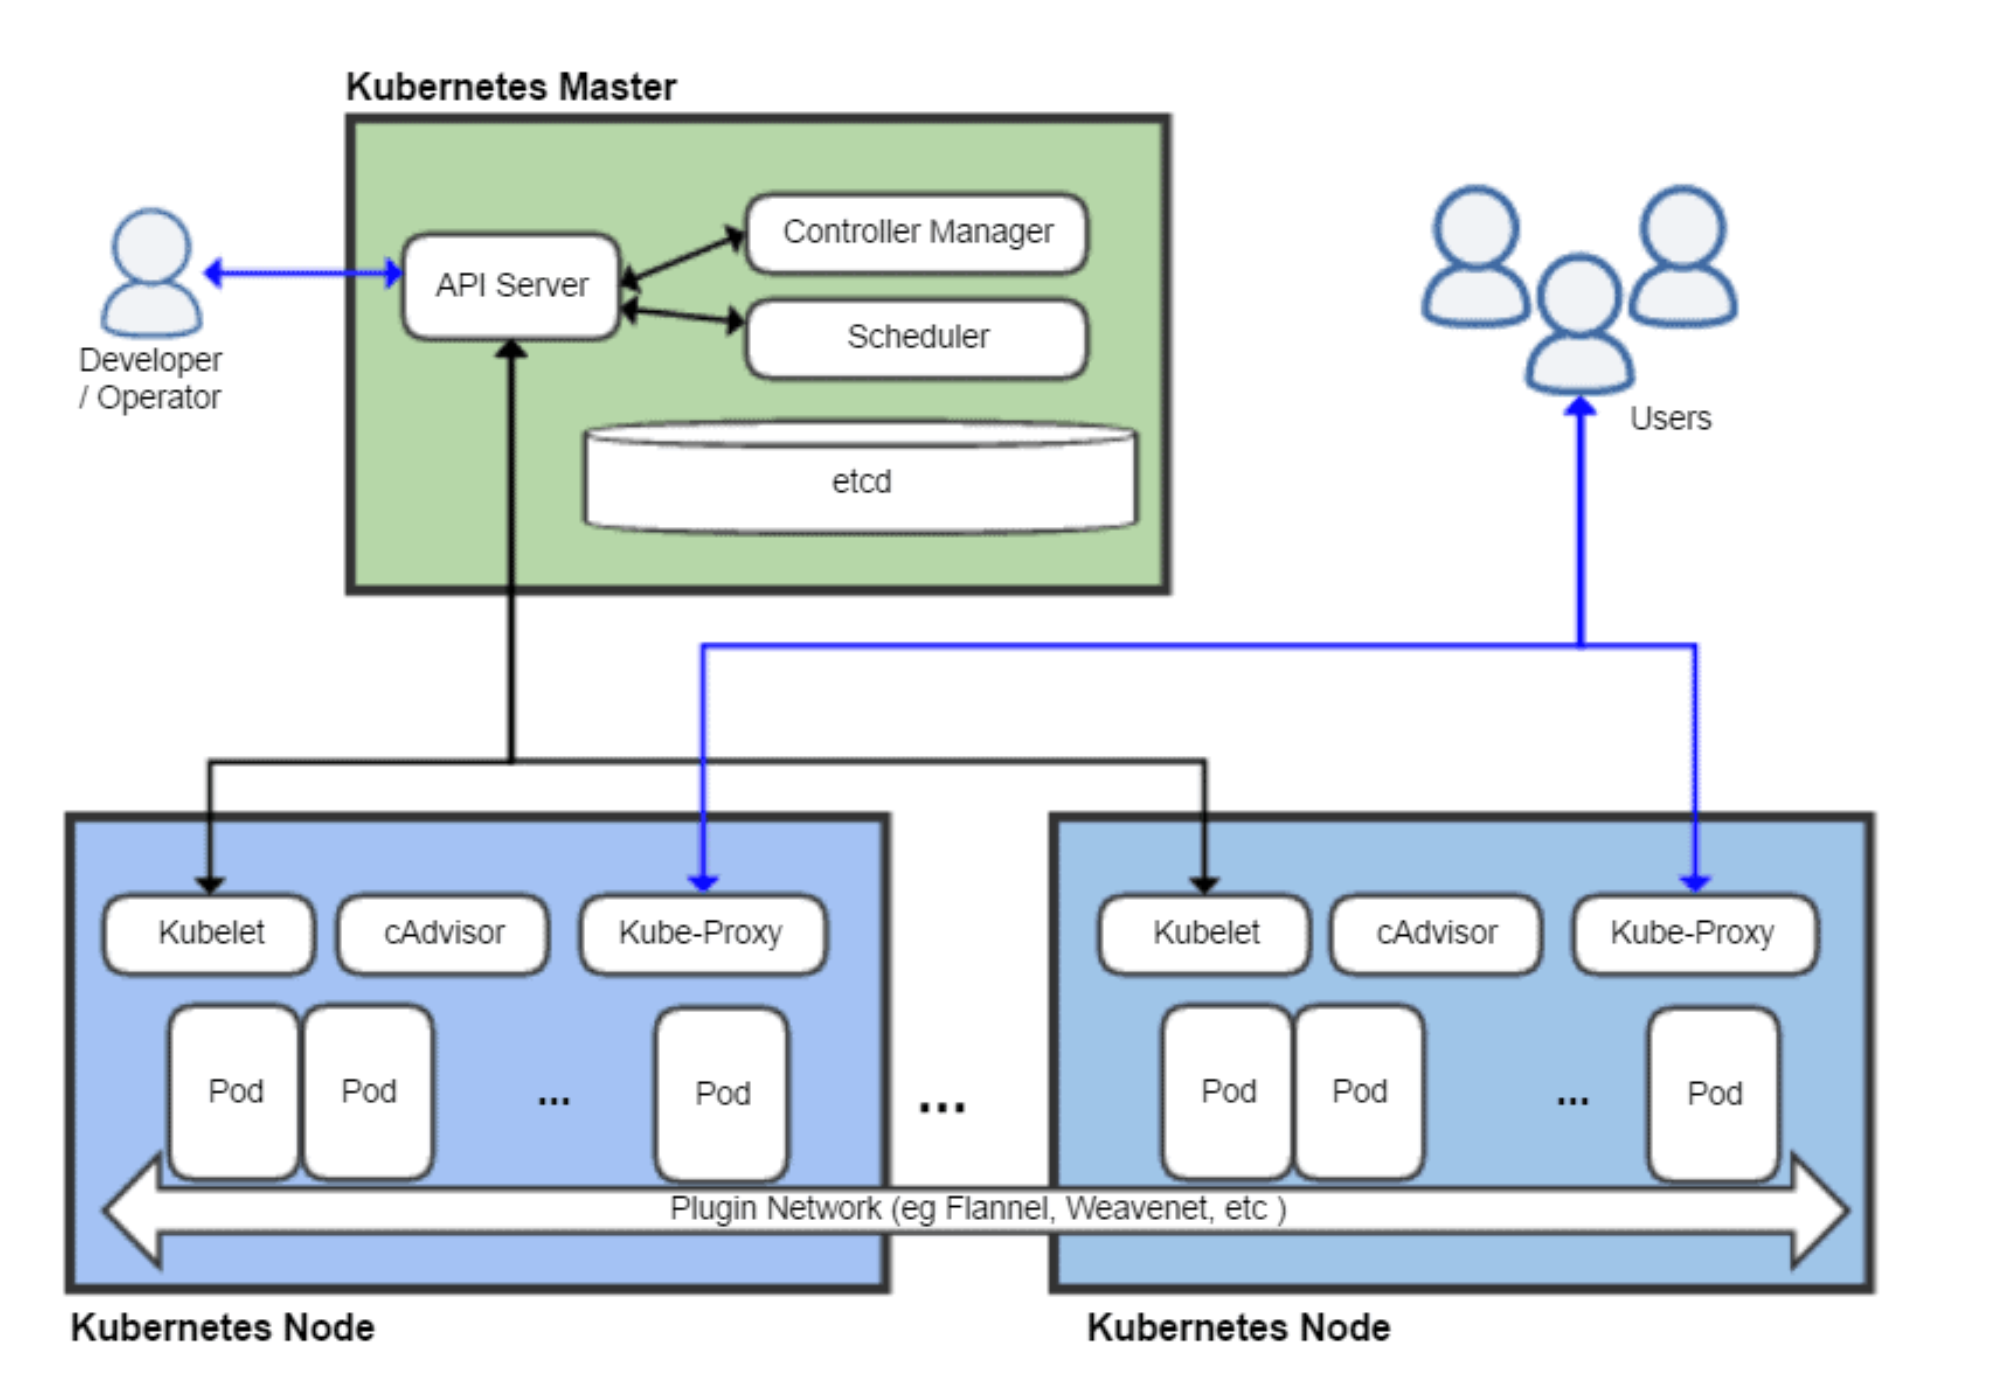 Kubernetes Master
Controller Manager
API Server
Scheduler
Developer
/ Operator
Users
etcd
Kubelet
cAdvisor
Kube-Proxy
Kubelet
cAdvisor
Kube-Proxy
Pod
Pod
...
Pod
...
Pod
Pod
...
Pod
Plugin Network (eg Flannel, Weavenet, etc )
Kubernetes Node
Kubernetes Node